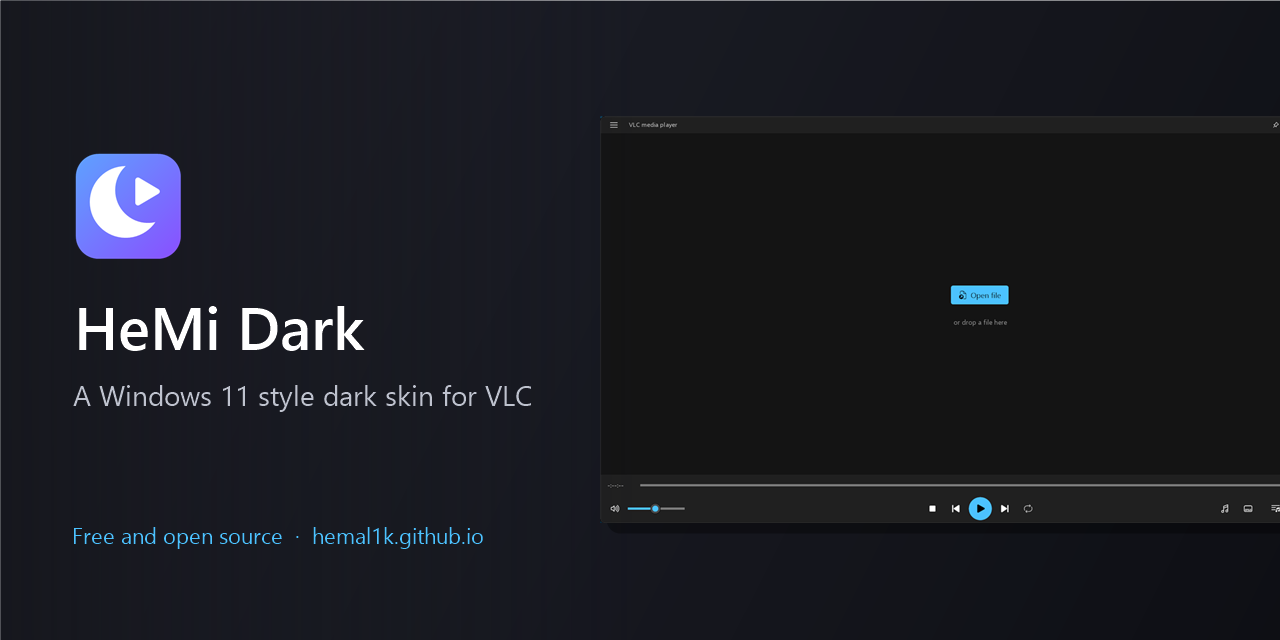 HeMi Dark
A Windows 11 style dark skin for VLC
Free and open source · hemal1k.github.io
VLC media player
Open file
or drop a file here
--:--:--